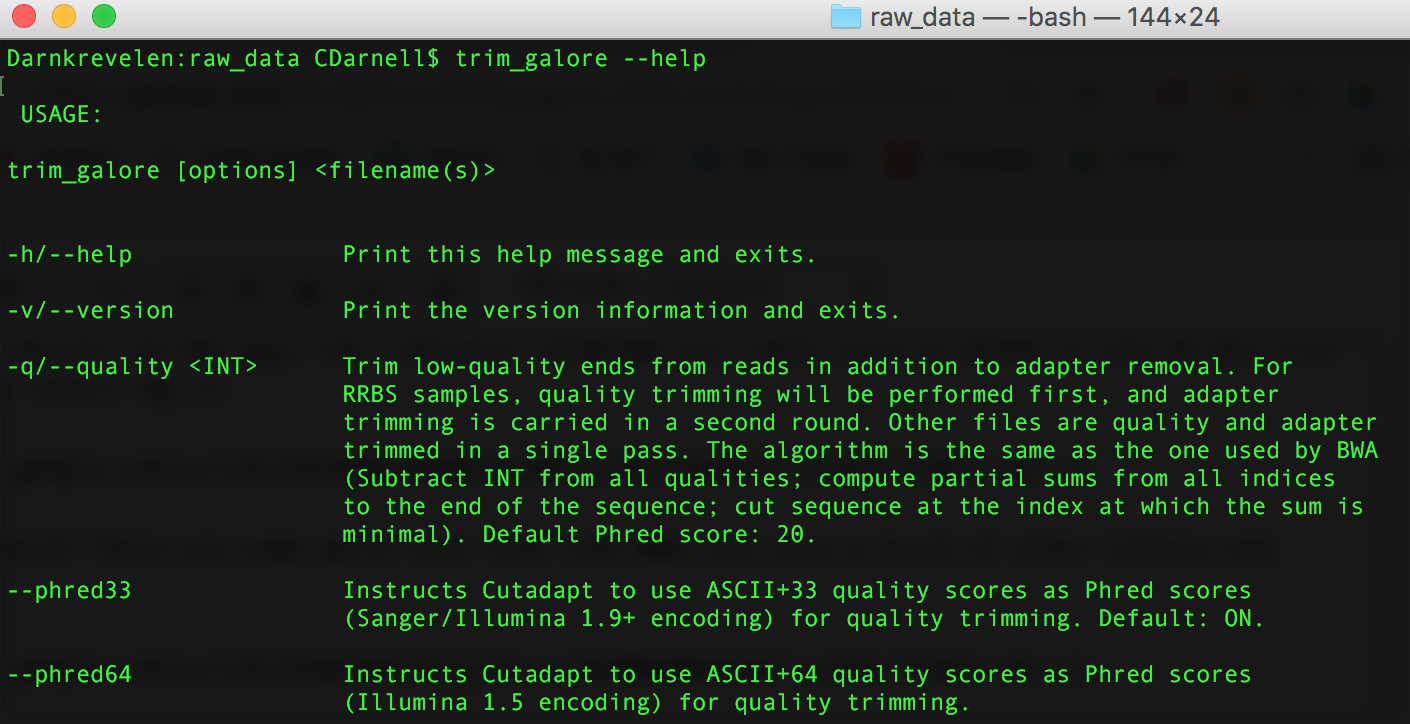 raw_data — -bash — 144×24
Darnkrevelen:raw_data CDarnell$ trim_galore --help
USAGE:
trim_galore [options] <filename(s)>
-h/--help Print this help message and exits.
-v/--version Print the version information and exits.
-q/--quality <INT> Trim low-quality ends from reads in addition to adapter removal. For
RRBS samples, quality trimming will be performed first, and adapter
trimming is carried in a second round. Other files are quality and adapter
trimmed in a single pass. The algorithm is the same as the one used by BWA
(Subtract INT from all qualities; compute partial sums from all indices
to the end of the sequence; cut sequence at the index at which the sum is
minimal). Default Phred score: 20.
--phred33 Instructs Cutadapt to use ASCII+33 quality scores as Phred scores
(Sanger/Illumina 1.9+ encoding) for quality trimming. Default: ON.
--phred64 Instructs Cutadapt to use ASCII+64 quality scores as Phred scores
(Illumina 1.5 encoding) for quality trimming.